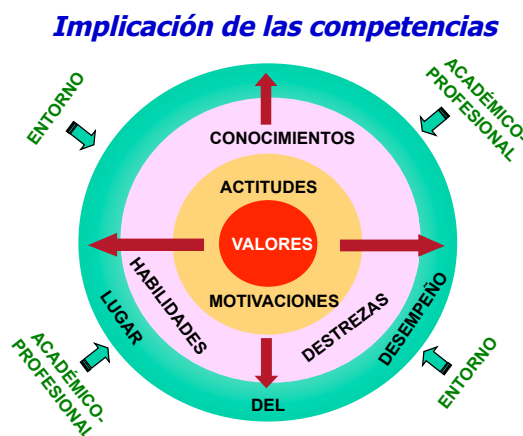 Implicación de las competencias
ENTORNO
ACADÉMICO-
PROFESIONAL
CONOCIMIENTOS
ACTITUDES
VALORES
MOTIVACIONES
HABILIDADES
DESTREZAS
LUGAR
DEL
DESEMPEÑO
ACADÉMICO-
PROFESIONAL
ENTORNO